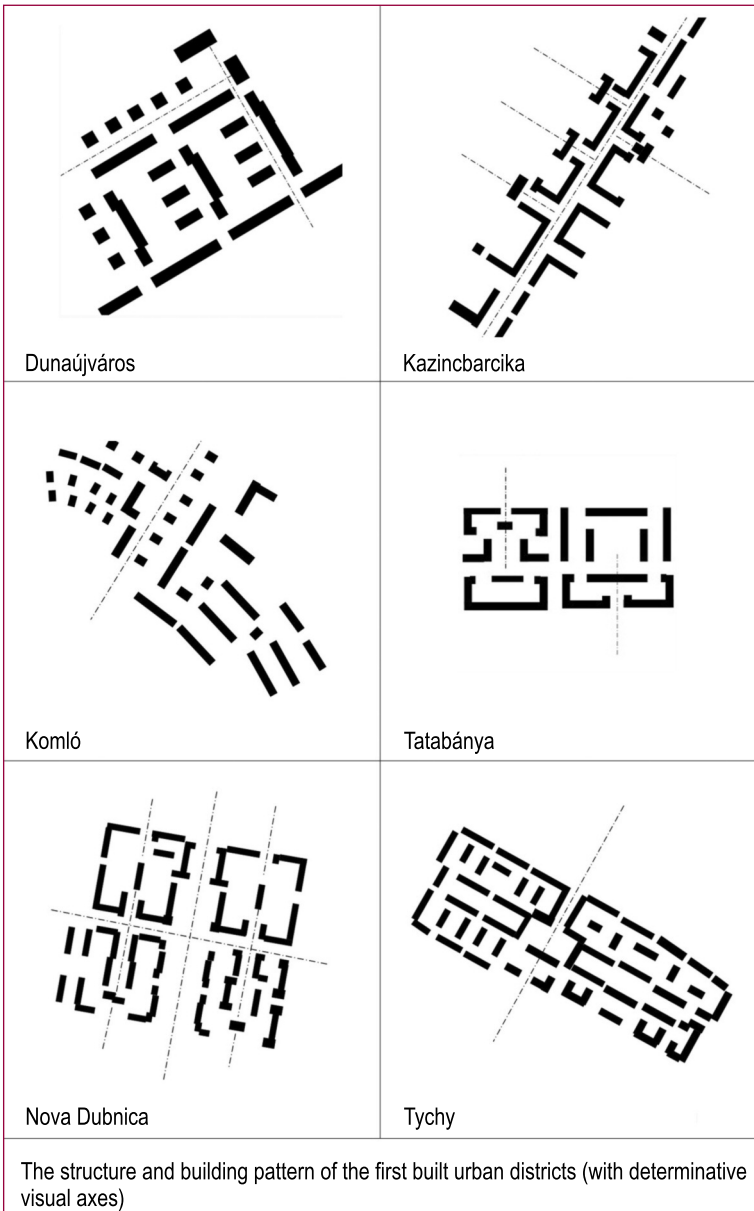 Dunaújváros
Kazincbarcika
Komló
Tatabánya
Nova Dubnica
Tychy
The structure and building pattern of the first built urban districts (with determinative
visual axes)